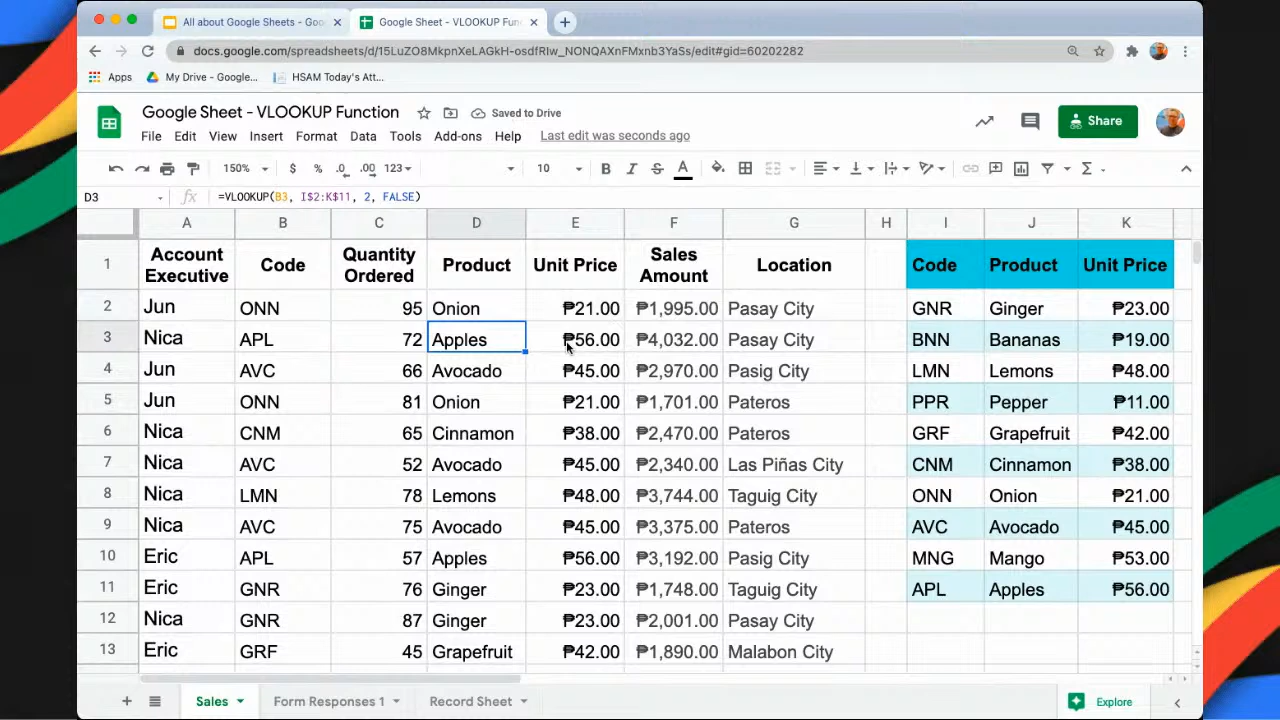 All about Google Sheets - Goo
Google Sheet - VLOOKUP Fun
docs.google.com/spreadsheets/d/15LuZO8MkpnXeLAGkH-osdfRIw_NONQAXnFMxnb3YaSs/edit#gid=60202282
Apps My Drive - Google... HSAM Today's Att...
Google Sheet - VLOOKUP Function Saved to Drive
File Edit View Insert Format Data Tools Add-ons Help Last edit was seconds ago
Share
150% $ % .0 .00 123 10 B I S A
D3 fx =VLOOKUP(B3, I$2:K$11, 2, FALSE)
A B C D E F G H I J K
1 Account Executive Code Quantity Ordered Product Unit Price Sales Amount Location Code Product Unit Price
2 Jun ONN 95 Onion ₱21.00 ₱1,995.00 Pasay City GNR Ginger ₱23.00
3 Nica APL 72 Apples ₱56.00 ₱4,032.00 Pasay City BNN Bananas ₱19.00
4 Jun AVC 66 Avocado ₱45.00 ₱2,970.00 Pasig City LMN Lemons ₱48.00
5 Jun ONN 81 Onion ₱21.00 ₱1,701.00 Pateros PPR Pepper ₱11.00
6 Nica CNM 65 Cinnamon ₱38.00 ₱2,470.00 Pateros GRF Grapefruit ₱42.00
7 Nica AVC 52 Avocado ₱45.00 ₱2,340.00 Las Piñas City CNM Cinnamon ₱38.00
8 Nica LMN 78 Lemons ₱48.00 ₱3,744.00 Taguig City ONN Onion ₱21.00
9 Nica AVC 75 Avocado ₱45.00 ₱3,375.00 Pateros AVC Avocado ₱45.00
10 Eric APL 57 Apples ₱56.00 ₱3,192.00 Pasig City MNG Mango ₱53.00
11 Eric GNR 76 Ginger ₱23.00 ₱1,748.00 Taguig City APL Apples ₱56.00
12 Nica GNR 87 Ginger ₱23.00 ₱2,001.00 Pasay City
13 Eric GRF 45 Grapefruit ₱42.00 ₱1,890.00 Malabon City
Sales Form Responses 1 Record Sheet Explore